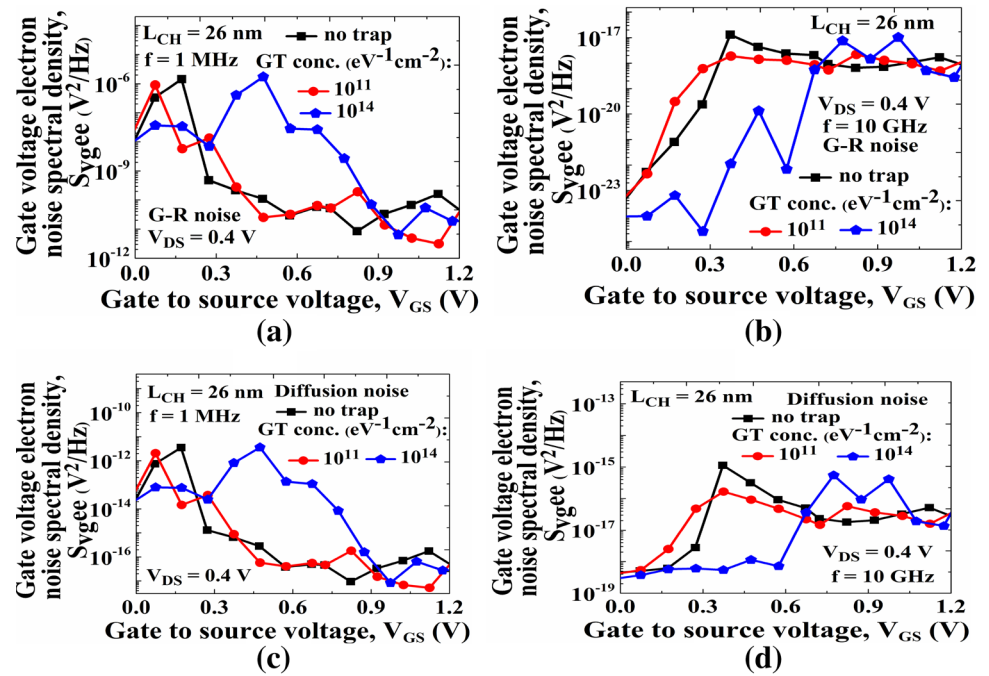 Gate voltage electron
noise spectral density,
Svgee (V²/Hz)
10⁻⁶
10⁻⁹
10⁻¹²
L_CH = 26 nm
f = 1 MHz
no trap
GT conc. (eV⁻¹cm⁻²):
10¹¹
10¹⁴
G-R noise
V_DS = 0.4 V
0.0 0.3 0.6 0.9 1.2
Gate to source voltage, V_GS (V)
(a)
Gate voltage electron
noise spectral density,
Svgee (V²/Hz)
10⁻¹⁷
10⁻²⁰
10⁻²³
L_CH = 26 nm
V_DS = 0.4 V
f = 10 GHz
G-R noise
no trap
GT conc. (eV⁻¹cm⁻²):
10¹¹ 10¹⁴
0.0 0.3 0.6 0.9 1.2
Gate to source voltage, V_GS (V)
(b)
Gate voltage electron
noise spectral density,
Svgee (V²/Hz)
10⁻¹⁰
10⁻¹²
10⁻¹⁴
10⁻¹⁶
L_CH = 26 nm
f = 1 MHz
Diffusion noise
no trap
GT conc. (eV⁻¹cm⁻²):
10¹¹ 10¹⁴
V_DS = 0.4 V
0.0 0.3 0.6 0.9 1.2
Gate to source voltage, V_GS (V)
(c)
Gate voltage electron
noise spectral density,
Svgee (V²/Hz)
10⁻¹³
10⁻¹⁵
10⁻¹⁷
10⁻¹⁹
L_CH = 26 nm
Diffusion noise
no trap
GT conc. (eV⁻¹cm⁻²):
10¹¹ 10¹⁴
V_DS = 0.4 V
f = 10 GHz
0.0 0.3 0.6 0.9 1.2
Gate to source voltage, V_GS (V)
(d)